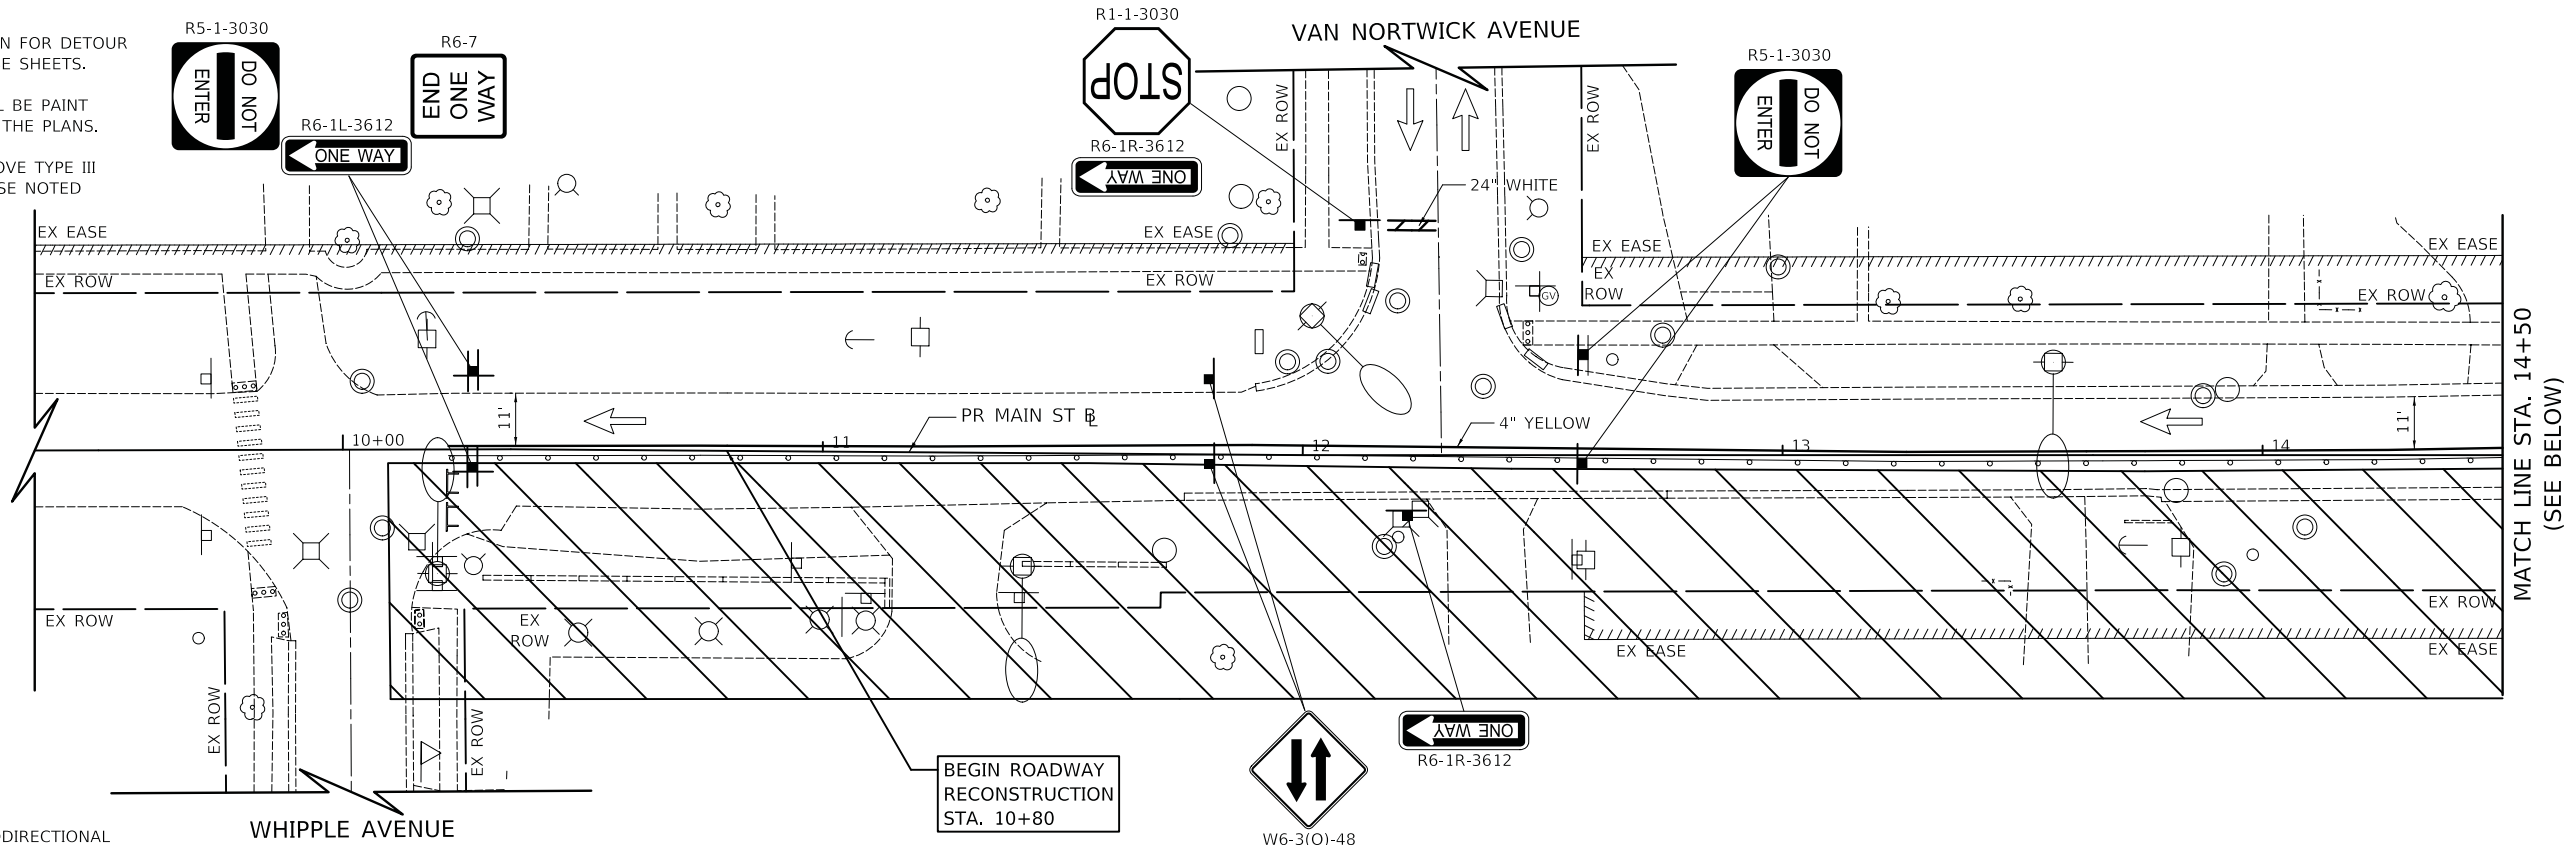 N FOR DETOUR
E SHEETS.
L BE PAINT
THE PLANS.
OVE TYPE III
SE NOTED
R5-1-3030
DO NOT
ENTER
R6-7
END
ONE
WAY
R6-1L-3612
ONE WAY
R1-1-3030
STOP
R6-1R-3612
ONE WAY
VAN NORTWICK AVENUE
R5-1-3030
DO NOT
ENTER
EX ROW
EX ROW
24" WHITE
EX EASE
EX EASE
EX EASE
EX EASE
EX ROW
EX ROW
EX
ROW
EX ROW
GV
11'
PR MAIN ST BL
4" YELLOW
11'
10+00
11
12
13
14
MATCH LINE STA. 14+50
(SEE BELOW)
EX ROW
EX
ROW
EX ROW
EX EASE
EX EASE
EX ROW
EX ROW
BEGIN ROADWAY
RECONSTRUCTION
STA. 10+80
ONE WAY
R6-1R-3612
W6-3(O)-48
WHIPPLE AVENUE
DIRECTIONAL